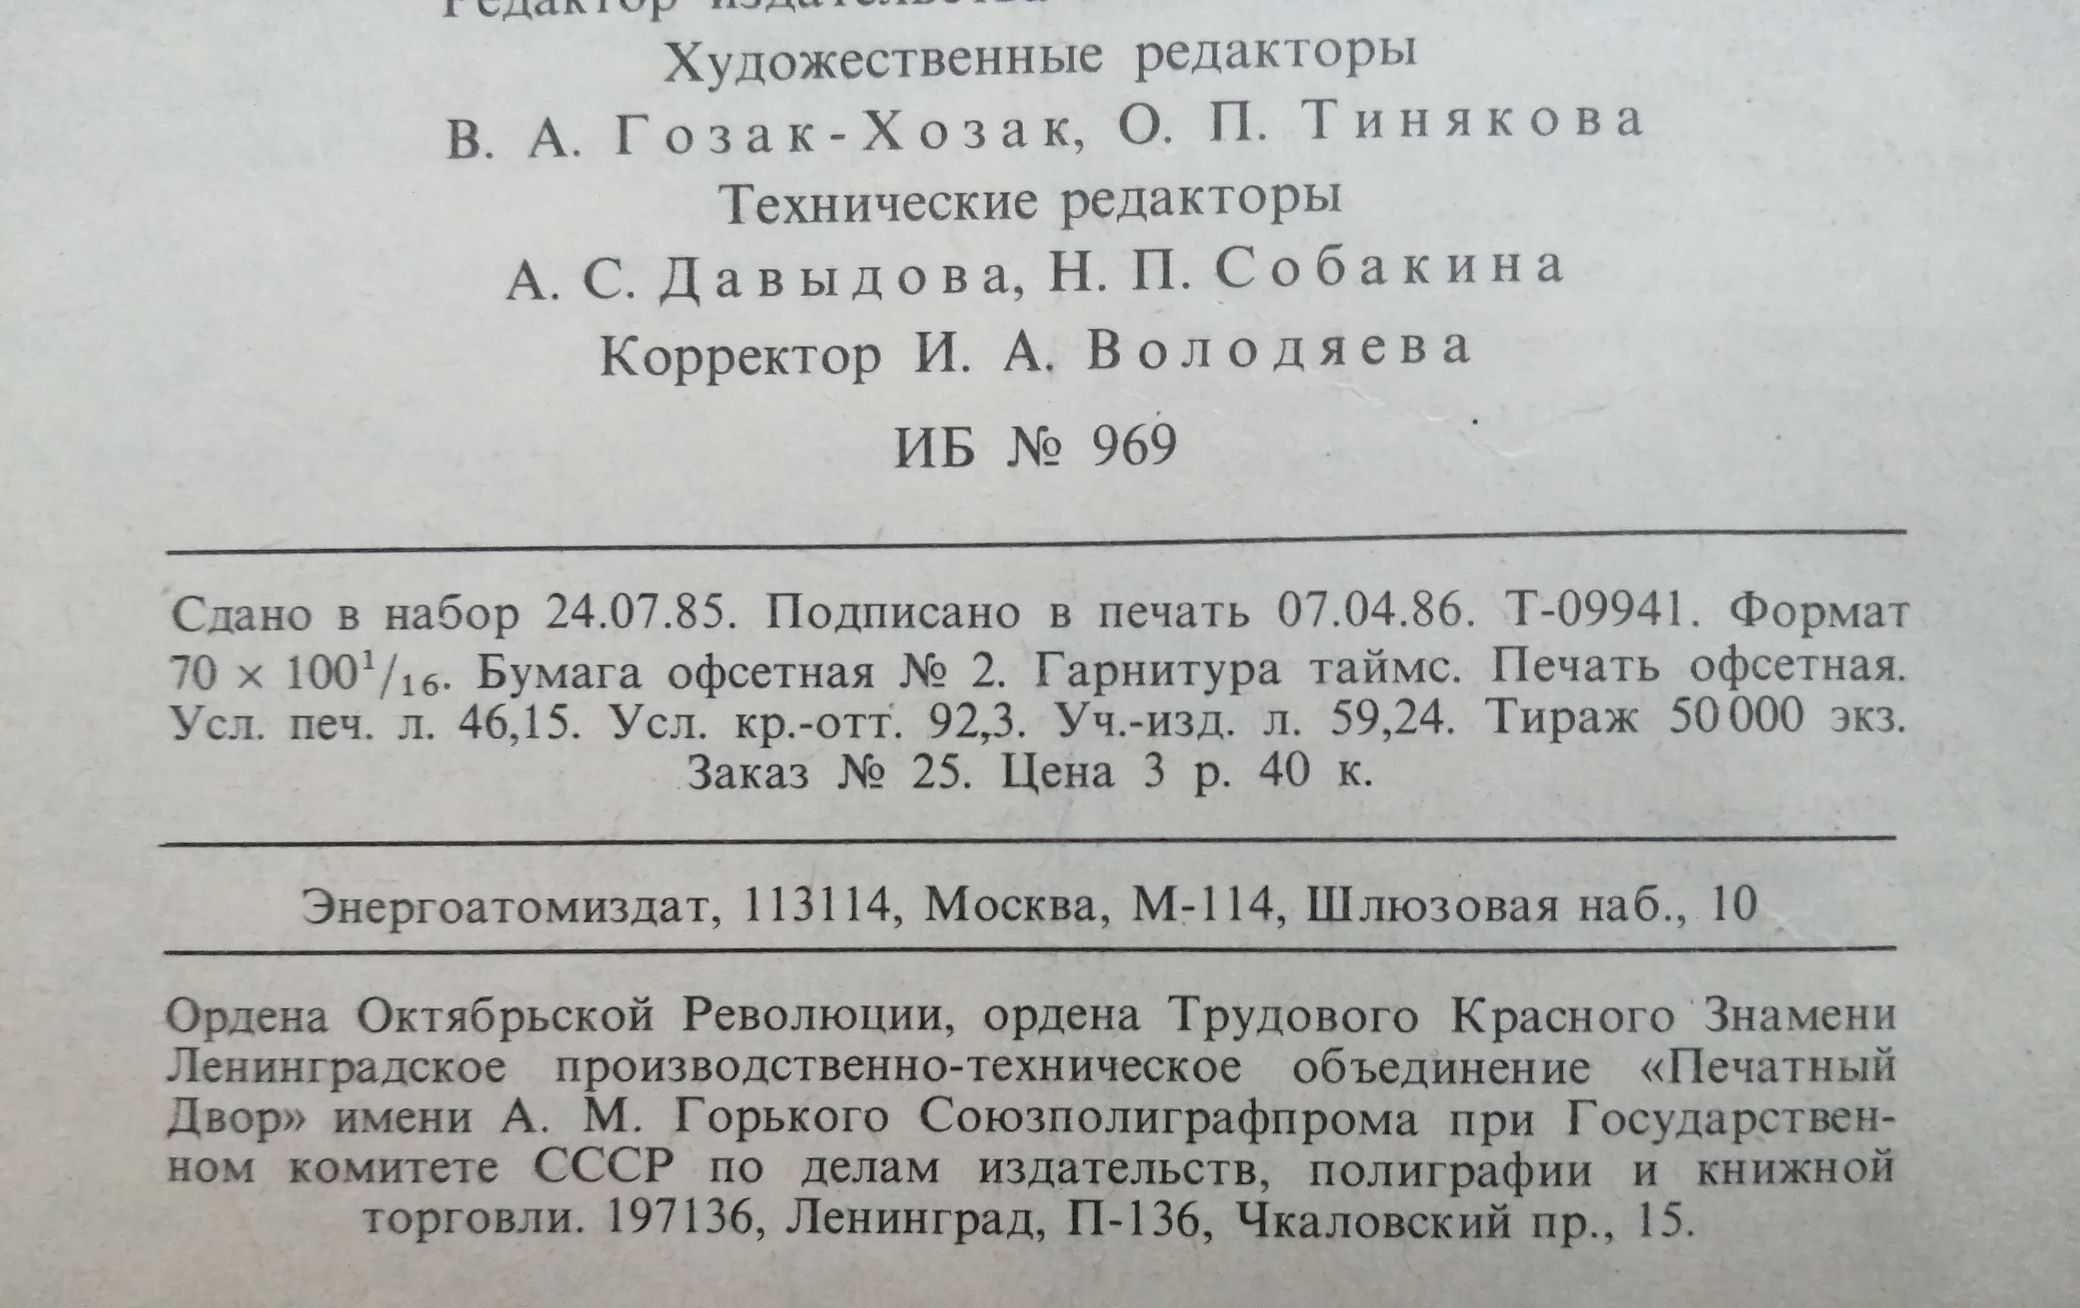 Редактор издательства
Художественные редакторы
В. А. Гозак-Хозак, О. П. Тинякова
Технические редакторы
А. С. Давыдова, Н. П. Собакина
Корректор И. А. Володяева
ИБ № 969
Сдано в набор 24.07.85. Подписано в печать 07.04.86. Т-09941. Формат
70 × 100¹/₁₆. Бумага офсетная № 2. Гарнитура таймс. Печать офсетная.
Усл. печ. л. 46,15. Усл. кр.-отт. 92,3. Уч.-изд. л. 59,24. Тираж 50 000 экз.
Заказ № 25. Цена 3 р. 40 к.
Энергоатомиздат, 113114, Москва, М-114, Шлюзовая наб., 10
Ордена Октябрьской Революции, ордена Трудового Красного Знамени
Ленинградское производственно-техническое объединение «Печатный
Двор» имени А. М. Горького Союзполиграфпрома при Государствен-
ном комитете СССР по делам издательств, полиграфии и книжной
торговли. 197136, Ленинград, П-136, Чкаловский пр., 15.